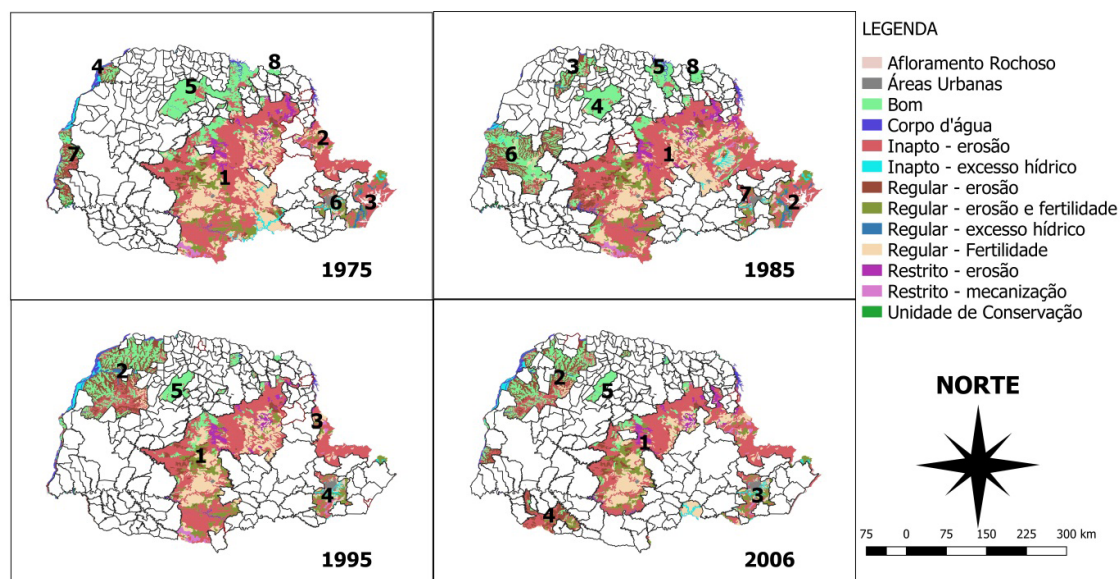 4
8
5
2
7
1
6
3
1975
3
5
8
4
6
1
7
2
1985
2
5
3
1
4
1995
2
5
1
3
4
2006
LEGENDA
Afloramento Rochoso
Áreas Urbanas
Bom
Corpo d'água
Inapto - erosão
Inapto - excesso hídrico
Regular - erosão
Regular - erosão e fertilidade
Regular - excesso hídrico
Regular - Fertilidade
Restrito - erosão
Restrito - mecanização
Unidade de Conservação
NORTE
75 0 75 150 225 300 km